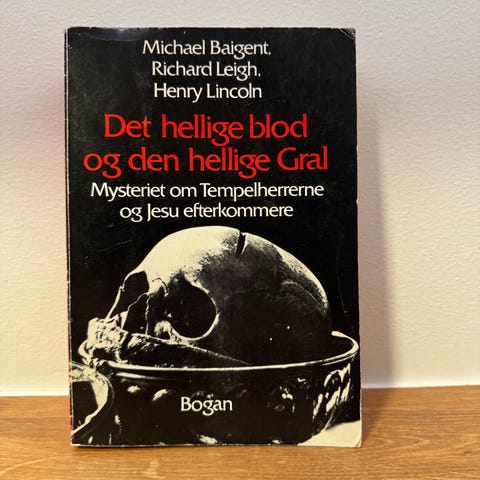 Michael Baigent,
Richard Leigh,
Henry Lincoln
Det hellige blod
og den hellige Gral
Mysteriet om Tempelherrerne
og Jesu efterkommere
Bogan